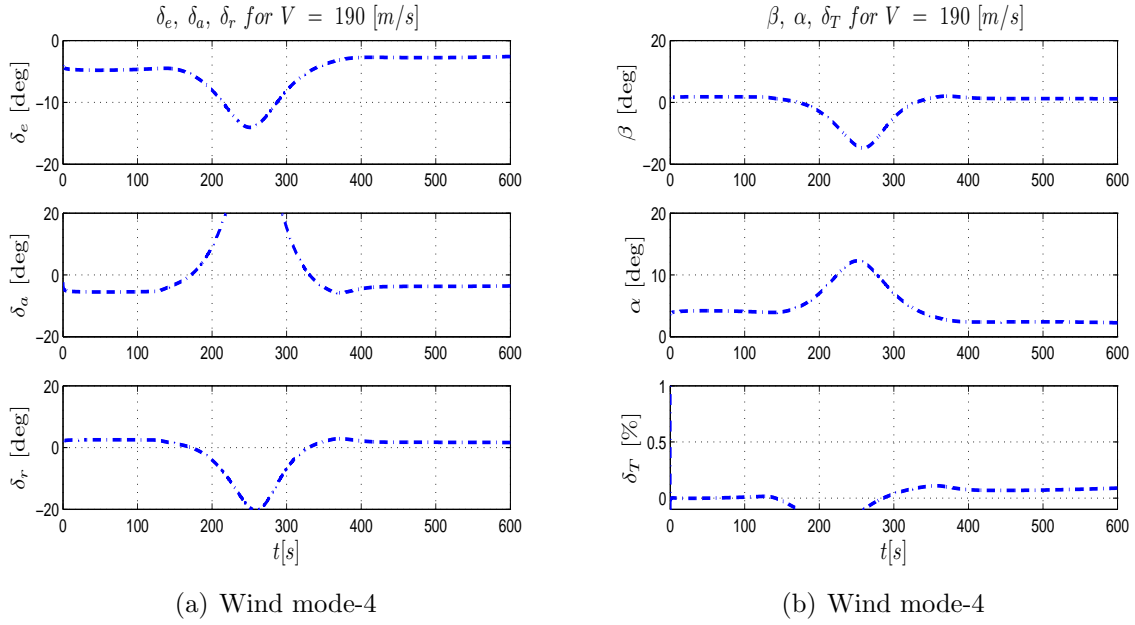 δe, δa, δr for V = 190 [m/s]
δe [deg]
0
−10
−20
0 100 200 300 400 500 600
δa [deg]
20
0
−20
0 100 200 300 400 500 600
δr [deg]
20
0
−20
0 100 200 300 400 500 600
t[s]
(a) Wind mode-4
β, α, δT for V = 190 [m/s]
β [deg]
20
0
−20
0 100 200 300 400 500 600
α [deg]
20
10
0
0 100 200 300 400 500 600
δT [%]
1
0.5
0
0 100 200 300 400 500 600
t[s]
(b) Wind mode-4